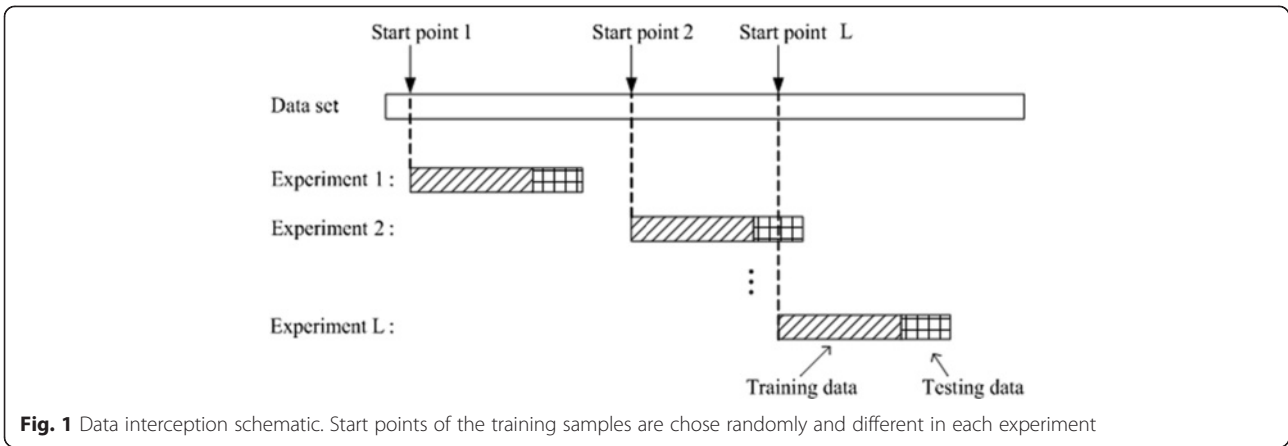 Start point 1
Start point 2
Start point L
Data set
Experiment 1 :
Experiment 2 :
Experiment L :
Training data
Testing data
Fig. 1 Data interception schematic. Start points of the training samples are chose randomly and different in each experiment